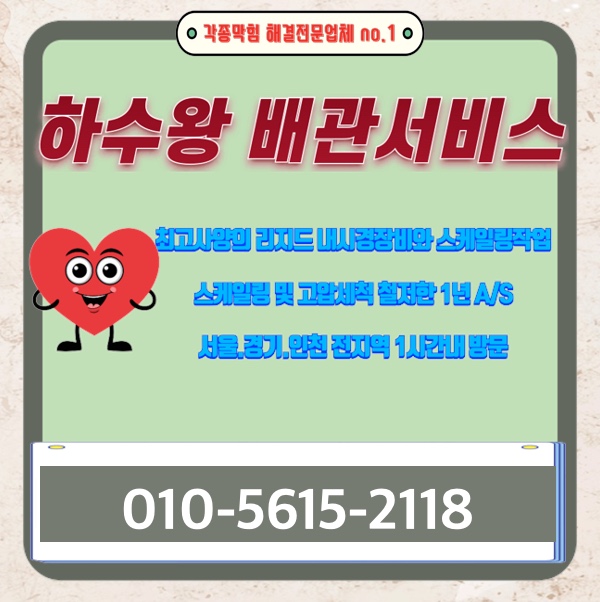 각종막힘 해결전문업체 no.1
하수왕 배관서비스
최고사양의 리지드 내시경장비와 스케일링작업
스케일링 및 고압세척 철저한 1년 A/S
서울,경기,인천 전지역 1시간내 방문
010-5615-2118